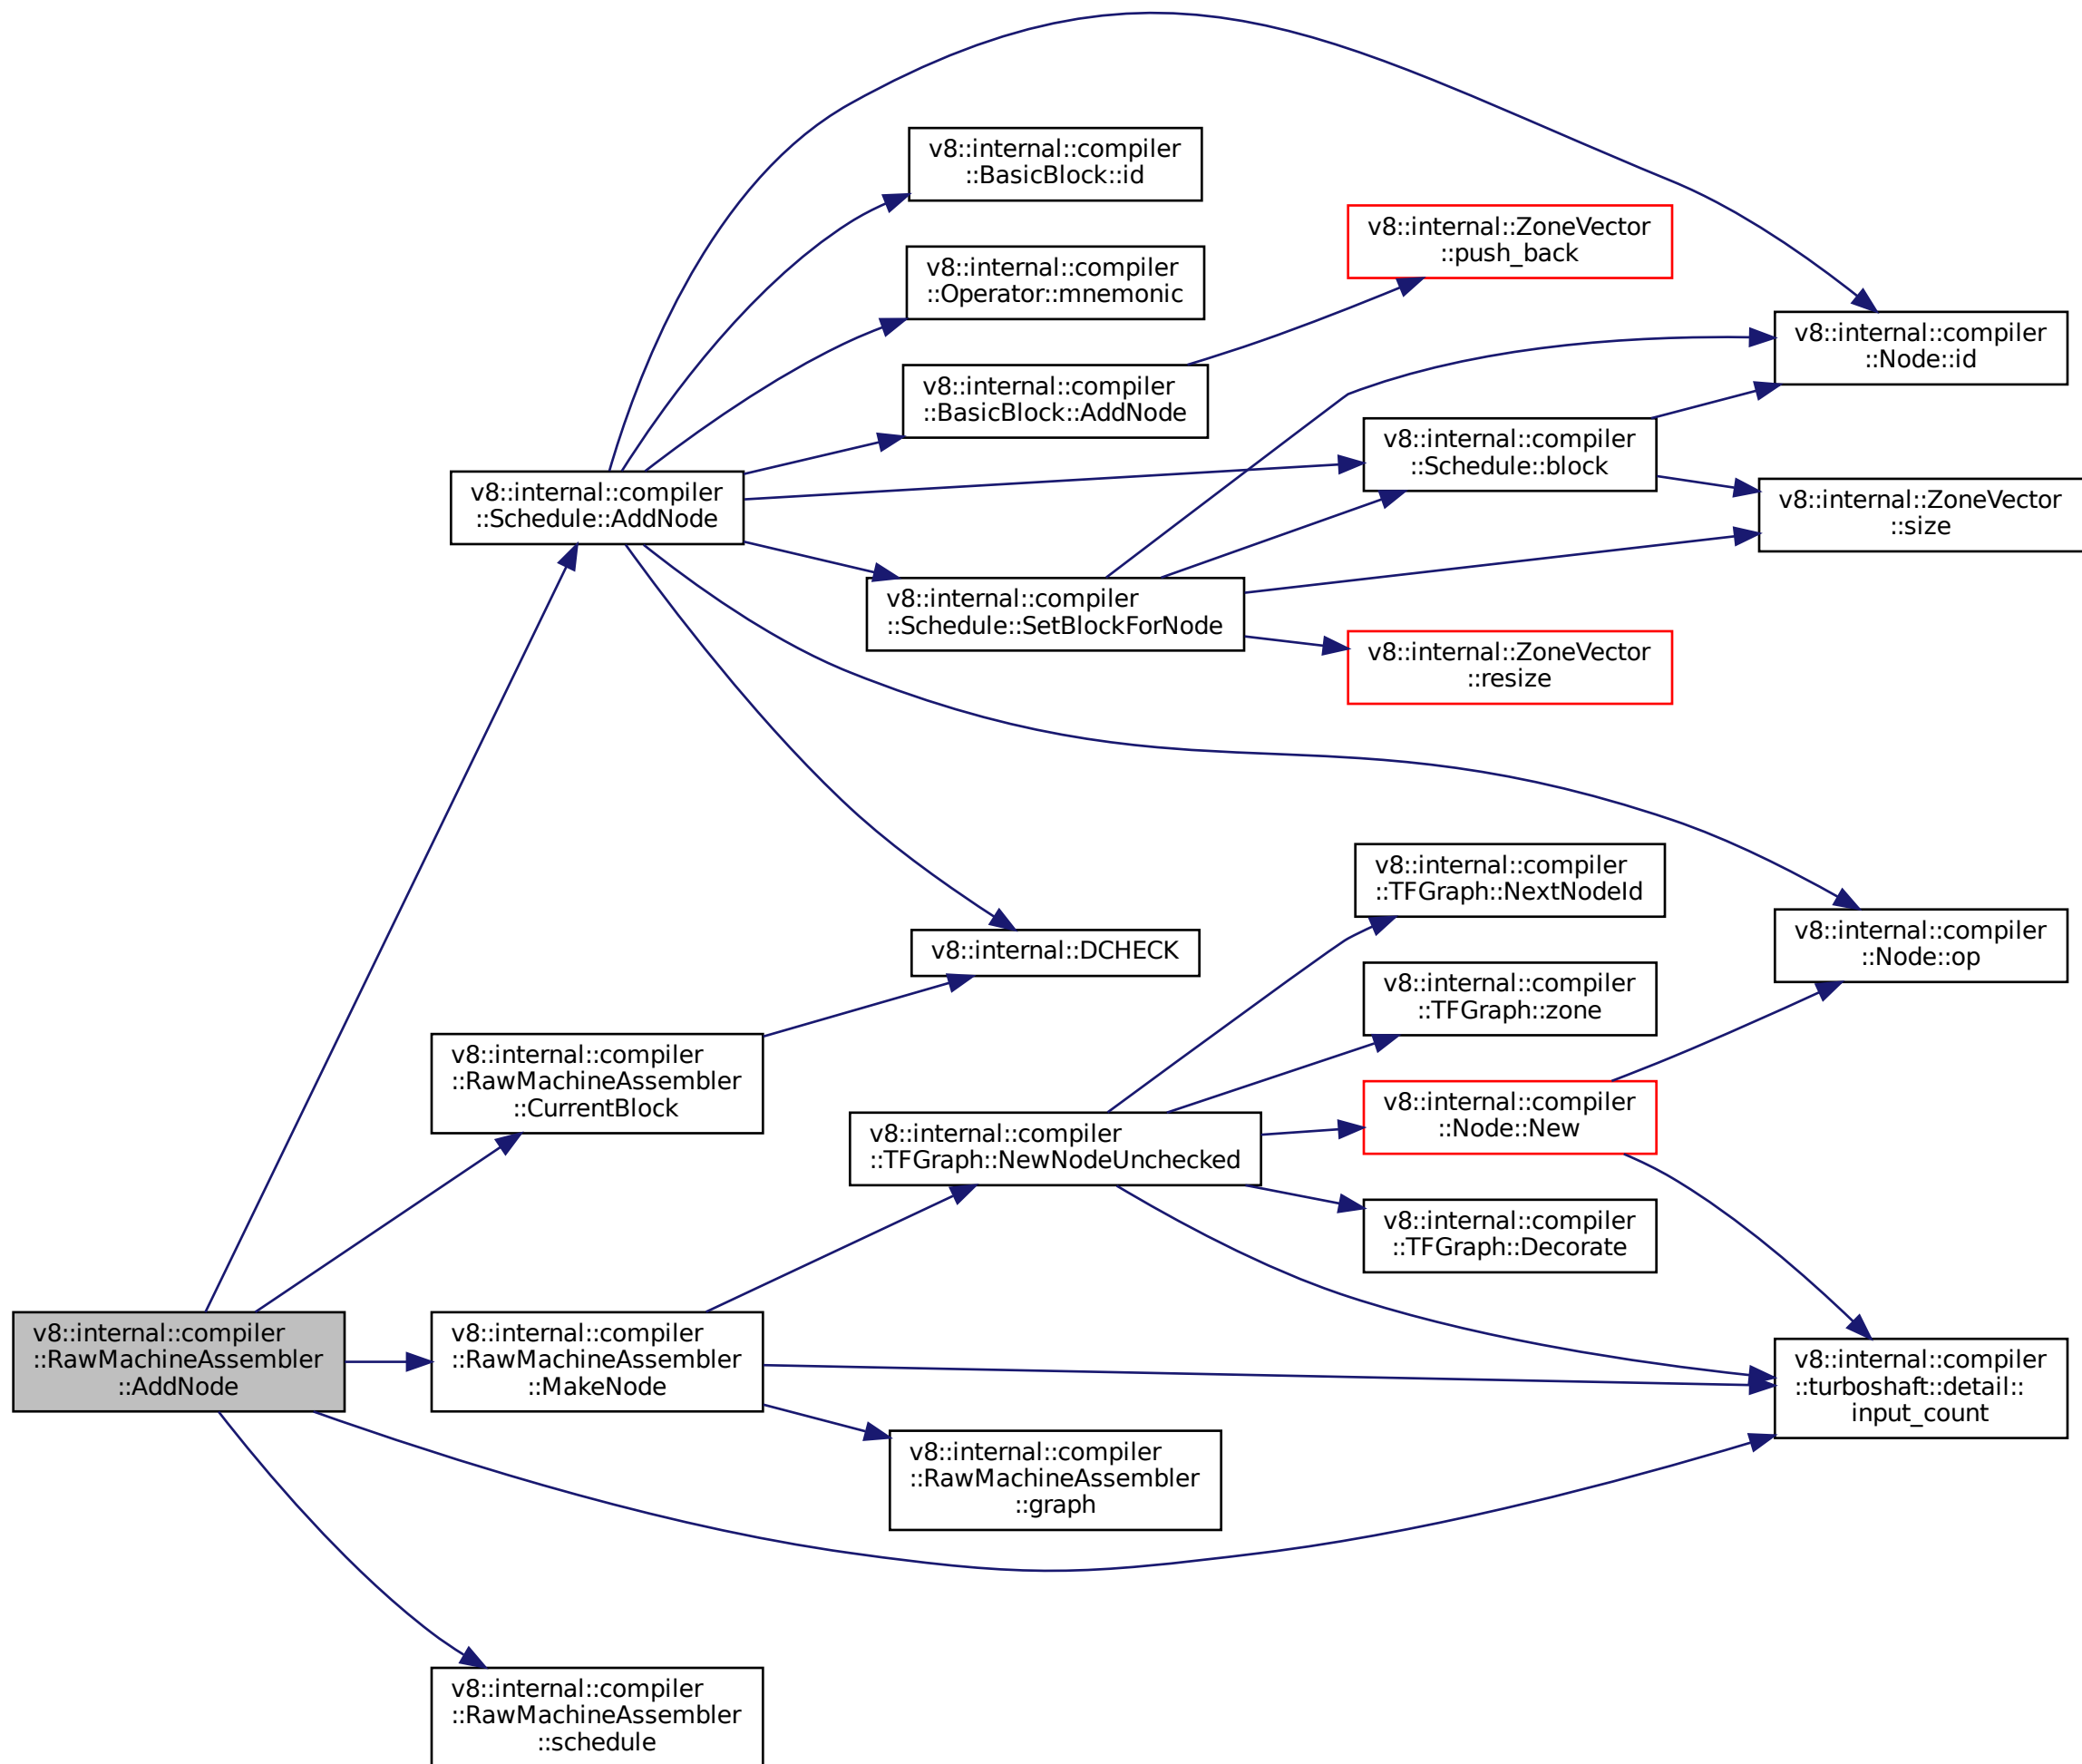 v8::internal::compiler
::BasicBlock::id
v8::internal::ZoneVector
::push_back
v8::internal::compiler
::Operator::mnemonic
v8::internal::compiler
::Node::id
v8::internal::compiler
::BasicBlock::AddNode
v8::internal::compiler
::Schedule::block
v8::internal::compiler
::Schedule::AddNode
v8::internal::ZoneVector
::size
v8::internal::compiler
::Schedule::SetBlockForNode
v8::internal::ZoneVector
::resize
v8::internal::compiler
::TFGraph::NextNodeId
v8::internal::DCHECK
v8::internal::compiler
::Node::op
v8::internal::compiler
::TFGraph::zone
v8::internal::compiler
::RawMachineAssembler
::CurrentBlock
v8::internal::compiler
::Node::New
v8::internal::compiler
::TFGraph::NewNodeUnchecked
v8::internal::compiler
::TFGraph::Decorate
v8::internal::compiler
::RawMachineAssembler
::AddNode
v8::internal::compiler
::RawMachineAssembler
::MakeNode
v8::internal::compiler
::turboshaft::detail::
input_count
v8::internal::compiler
::RawMachineAssembler
::graph
v8::internal::compiler
::RawMachineAssembler
::schedule